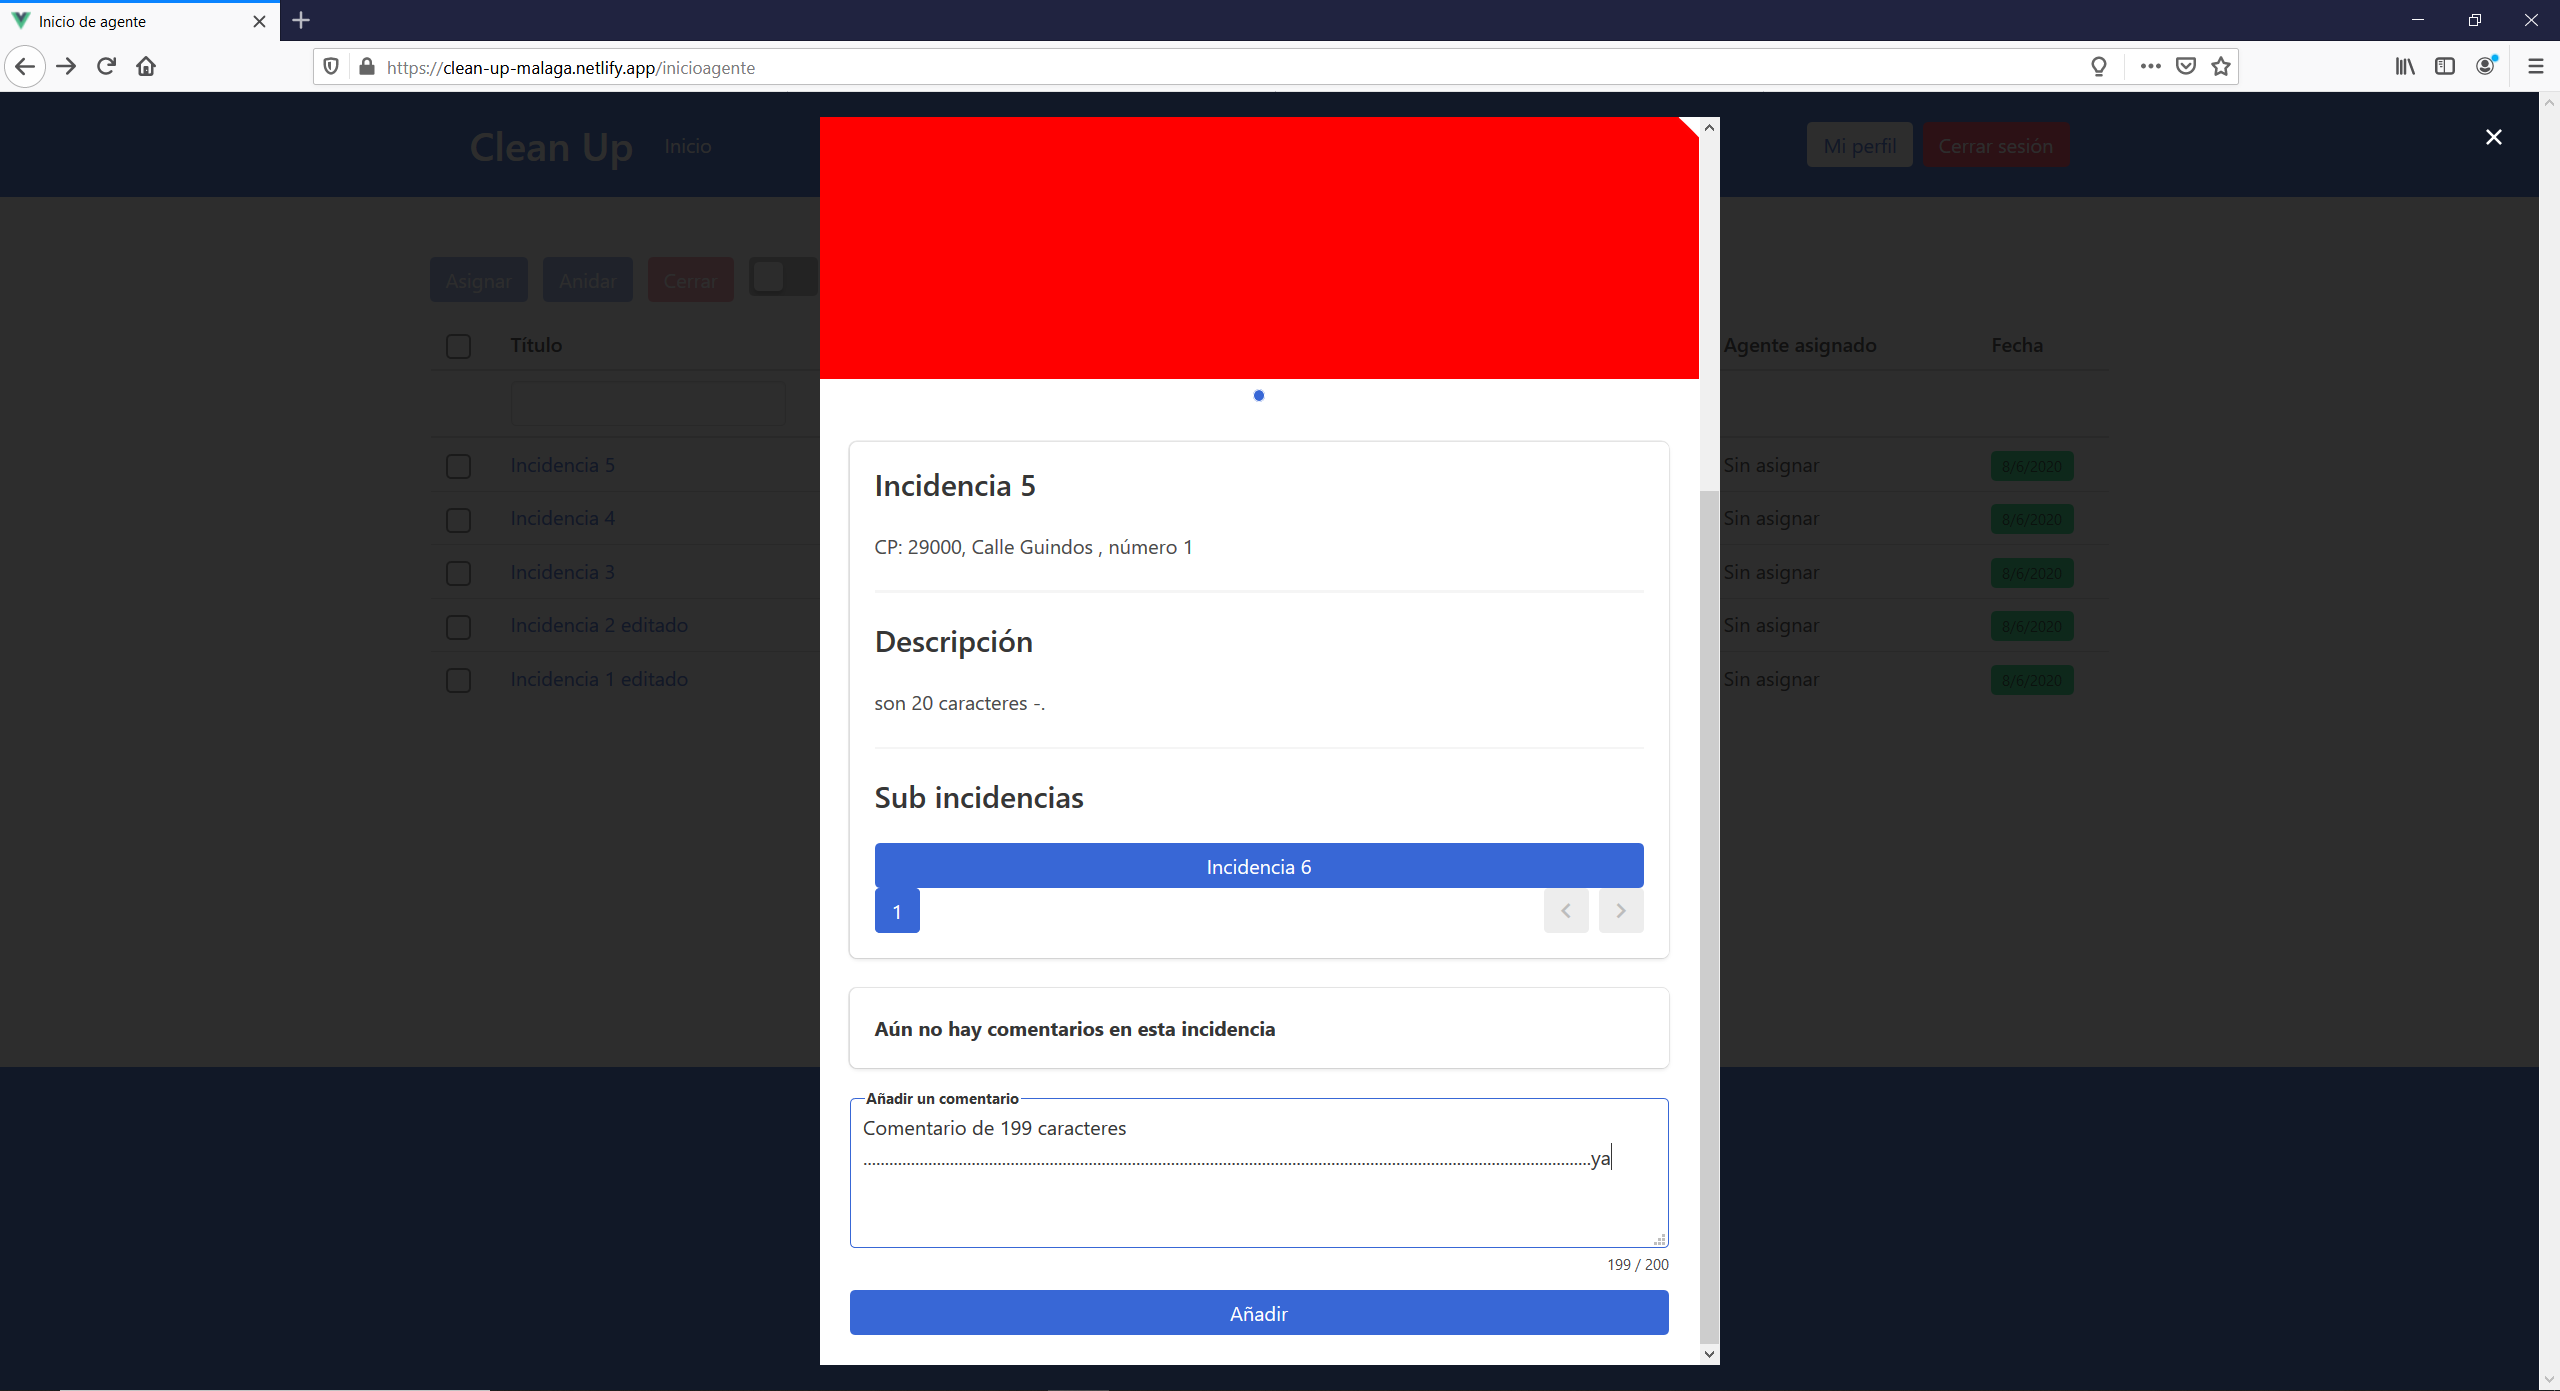 Inicio de agente
https://clean-up-malaga.netlify.app/inicioagente
Clean Up
Inicio
Mi perfil
Cerrar sesión
Asignar
Anidar
Cerrar
Título
Agente asignado
Fecha
Incidencia 5
Sin asignar
8/6/2020
Incidencia 4
Sin asignar
8/6/2020
Incidencia 3
Sin asignar
8/6/2020
Incidencia 2 editado
Sin asignar
8/6/2020
Incidencia 1 editado
Sin asignar
8/6/2020
Incidencia 5
CP: 29000, Calle Guindos , número 1
Descripción
son 20 caracteres -.
Sub incidencias
Incidencia 6
1
Aún no hay comentarios en esta incidencia
Añadir un comentario
Comentario de 199 caracteres
...........................................................................................................................................................................ya
199 / 200
Añadir